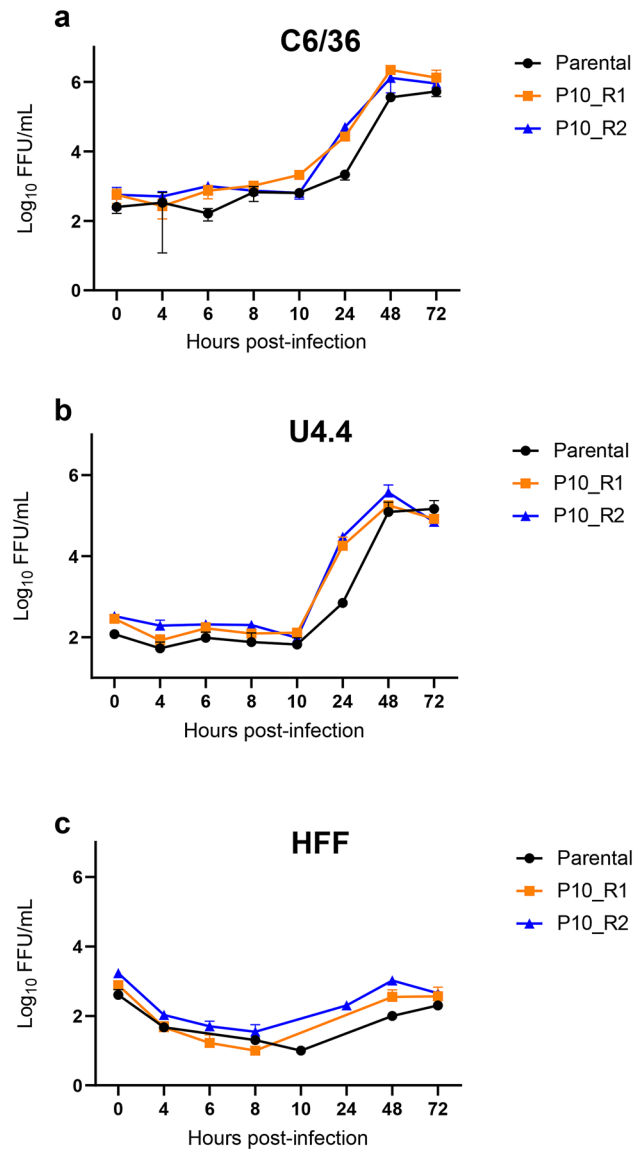 a
C6/36
Log10 FFU/mL
6
4
2
0
0 4 6 8 10 24 48 72
Hours post-infection
Parental
P10_R1
P10_R2
b
U4.4
Log10 FFU/mL
6
4
2
0 4 6 8 10 24 48 72
Hours post-infection
Parental
P10_R1
P10_R2
c
HFF
Log10 FFU/mL
6
4
2
0
0 4 6 8 10 24 48 72
Hours post-infection
Parental
P10_R1
P10_R2